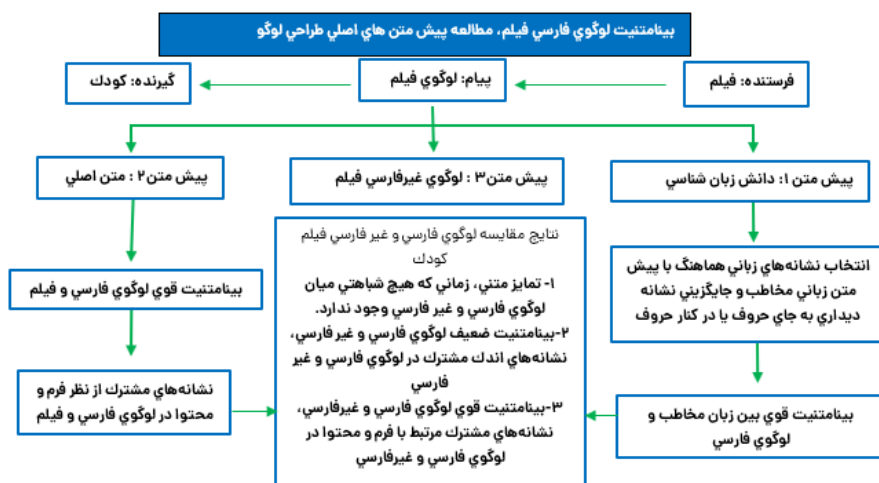 بينامتنيت لوگوي فارسي فيلم، مطالعه پيش متن هاي اصلي طراحي لوگو
فرستنده: فيلم
پيام: لوگوي فيلم
گيرنده: كودك
پيش متن ۱: دانش زبان شناسي
پيش متن۳ : لوگوي غيرفارسي فيلم
پيش متن۲ : متن اصلي
انتخاب نشانه‌هاي زباني هماهنگ با پيش
متن زباني مخاطب و جايگزيني نشانه
ديداري به جاي حروف يا در كنار حروف
بينامتنيت قوي بين زبان مخاطب و
لوگوي فارسي
نتايج مقايسه لوگوي فارسي و غير فارسي فيلم
كودك
۱- تمايز متني، زماني كه هيچ شباهتي ميان
لوگوي فارسي و غير فارسي وجود ندارد.
۲-بينامتنيت ضعيف لوگوي فارسي و غير فارسي،
نشانه‌هاي اندك مشترك در لوگوي فارسي و غير
فارسي
۳-بينامتنيت قوي لوگوي فارسي و غيرفارسي،
نشانه‌هاي مشترك مرتبط با فرم و محتوا در
لوگوي فارسي و غيرفارسي
بينامتنيت قوي لوگوي فارسي و فيلم
نشانه‌هاي مشترك از نظر فرم و
محتوا در لوگوي فارسي و فيلم